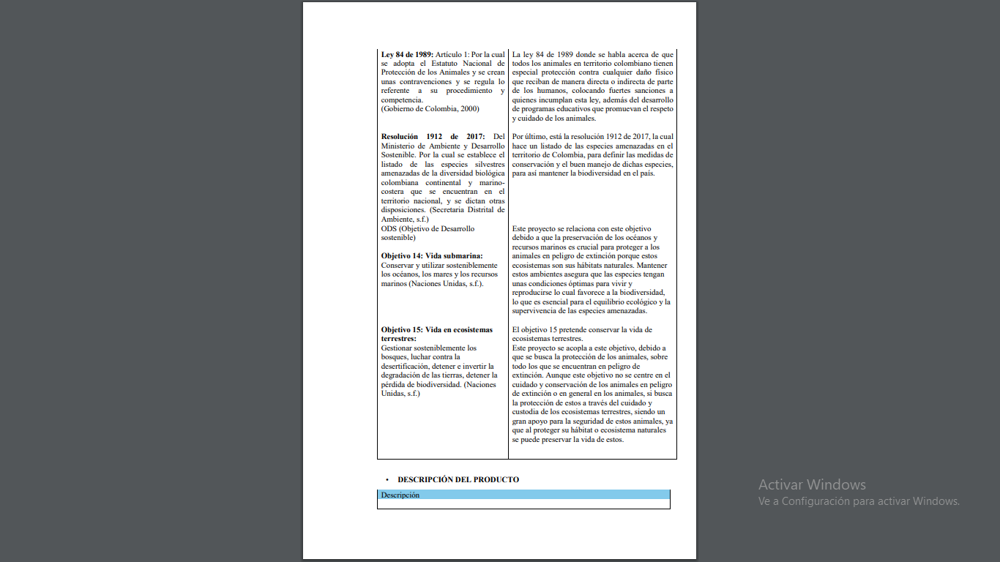 Ley 84 de 1989: Artículo 1: Por la cual
se adopta el Estatuto Nacional de
Protección de los Animales y se crean
unas contravenciones y se regula lo
referente a su procedimiento y
competencia.
(Gobierno de Colombia, 2000)
La ley 84 de 1989 donde se habla acerca de que
todos los animales en territorio colombiano tienen
especial protección contra cualquier daño físico
que reciban de manera directa o indirecta de parte
de los humanos, colocando fuertes sanciones a
quienes incumplan esta ley, además del desarrollo
de programas educativos que promuevan el respeto
y cuidado de los animales.
Resolución 1912 de 2017: Del
Ministerio de Ambiente y Desarrollo
Sostenible. Por la cual se establece el
listado de las especies silvestres
amenazadas de la diversidad biológica
colombiana continental y marino-
costera que se encuentran en el
territorio nacional, y se dictan otras
disposiciones. (Secretaria Distrital de
Ambiente, s.f.)
Por último, está la resolución 1912 de 2017, la cual
hace un listado de las especies amenazadas en el
territorio de Colombia, para definir las medidas de
conservación y el buen manejo de dichas especies,
para así mantener la biodiversidad en el país.
ODS (Objetivo de Desarrollo
sostenible)
Objetivo 14: Vida submarina:
Conservar y utilizar sosteniblemente
los océanos, los mares y los recursos
marinos (Naciones Unidas, s.f.).
Este proyecto se relaciona con este objetivo
debido a que la preservación de los océanos y
recursos marinos es crucial para proteger a los
animales en peligro de extinción porque estos
ecosistemas son sus hábitats naturales. Mantener
estos ambientes asegura que las especies tengan
unas condiciones óptimas para vivir y
reproducirse lo cual favorece a la biodiversidad,
lo que es esencial para el equilibrio ecológico y la
supervivencia de las especies amenazadas.
Objetivo 15: Vida en ecosistemas
terrestres:
Gestionar sosteniblemente los
bosques, luchar contra la
desertificación, detener e invertir la
degradación de las tierras, detener la
pérdida de biodiversidad. (Naciones
Unidas, s.f.)
El objetivo 15 pretende conservar la vida de
ecosistemas terrestres.
Este proyecto se acopla a este objetivo, debido a
que se busca la protección de los animales, sobre
todo los que se encuentran en peligro de
extinción. Aunque este objetivo no se centre en el
cuidado y conservación de los animales en peligro
de extinción o en general en los animales, si busca
la protección de estos a través del cuidado y
custodia de los ecosistemas terrestres, siendo un
gran apoyo para la seguridad de estos animales, ya
que al proteger su hábitat o ecosistema naturales
se puede preservar la vida de estos.
• DESCRIPCIÓN DEL PRODUCTO
Descripción
Activar Windows
Ve a Configuración para activar Windows.